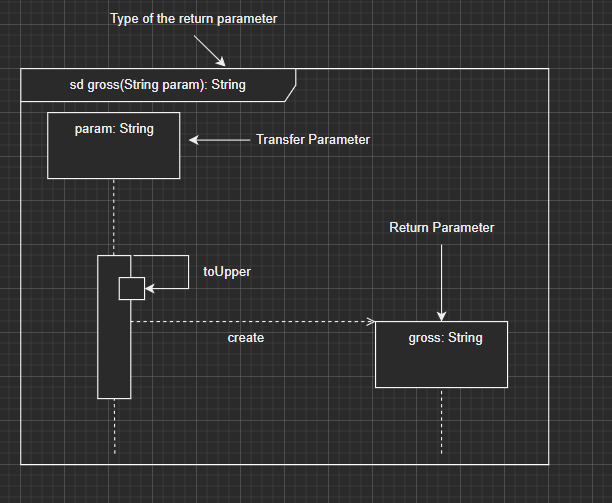 Type of the return parameter
sd gross(String param): String
param: String
Transfer Parameter
Return Parameter
toUpper
create
gross: String